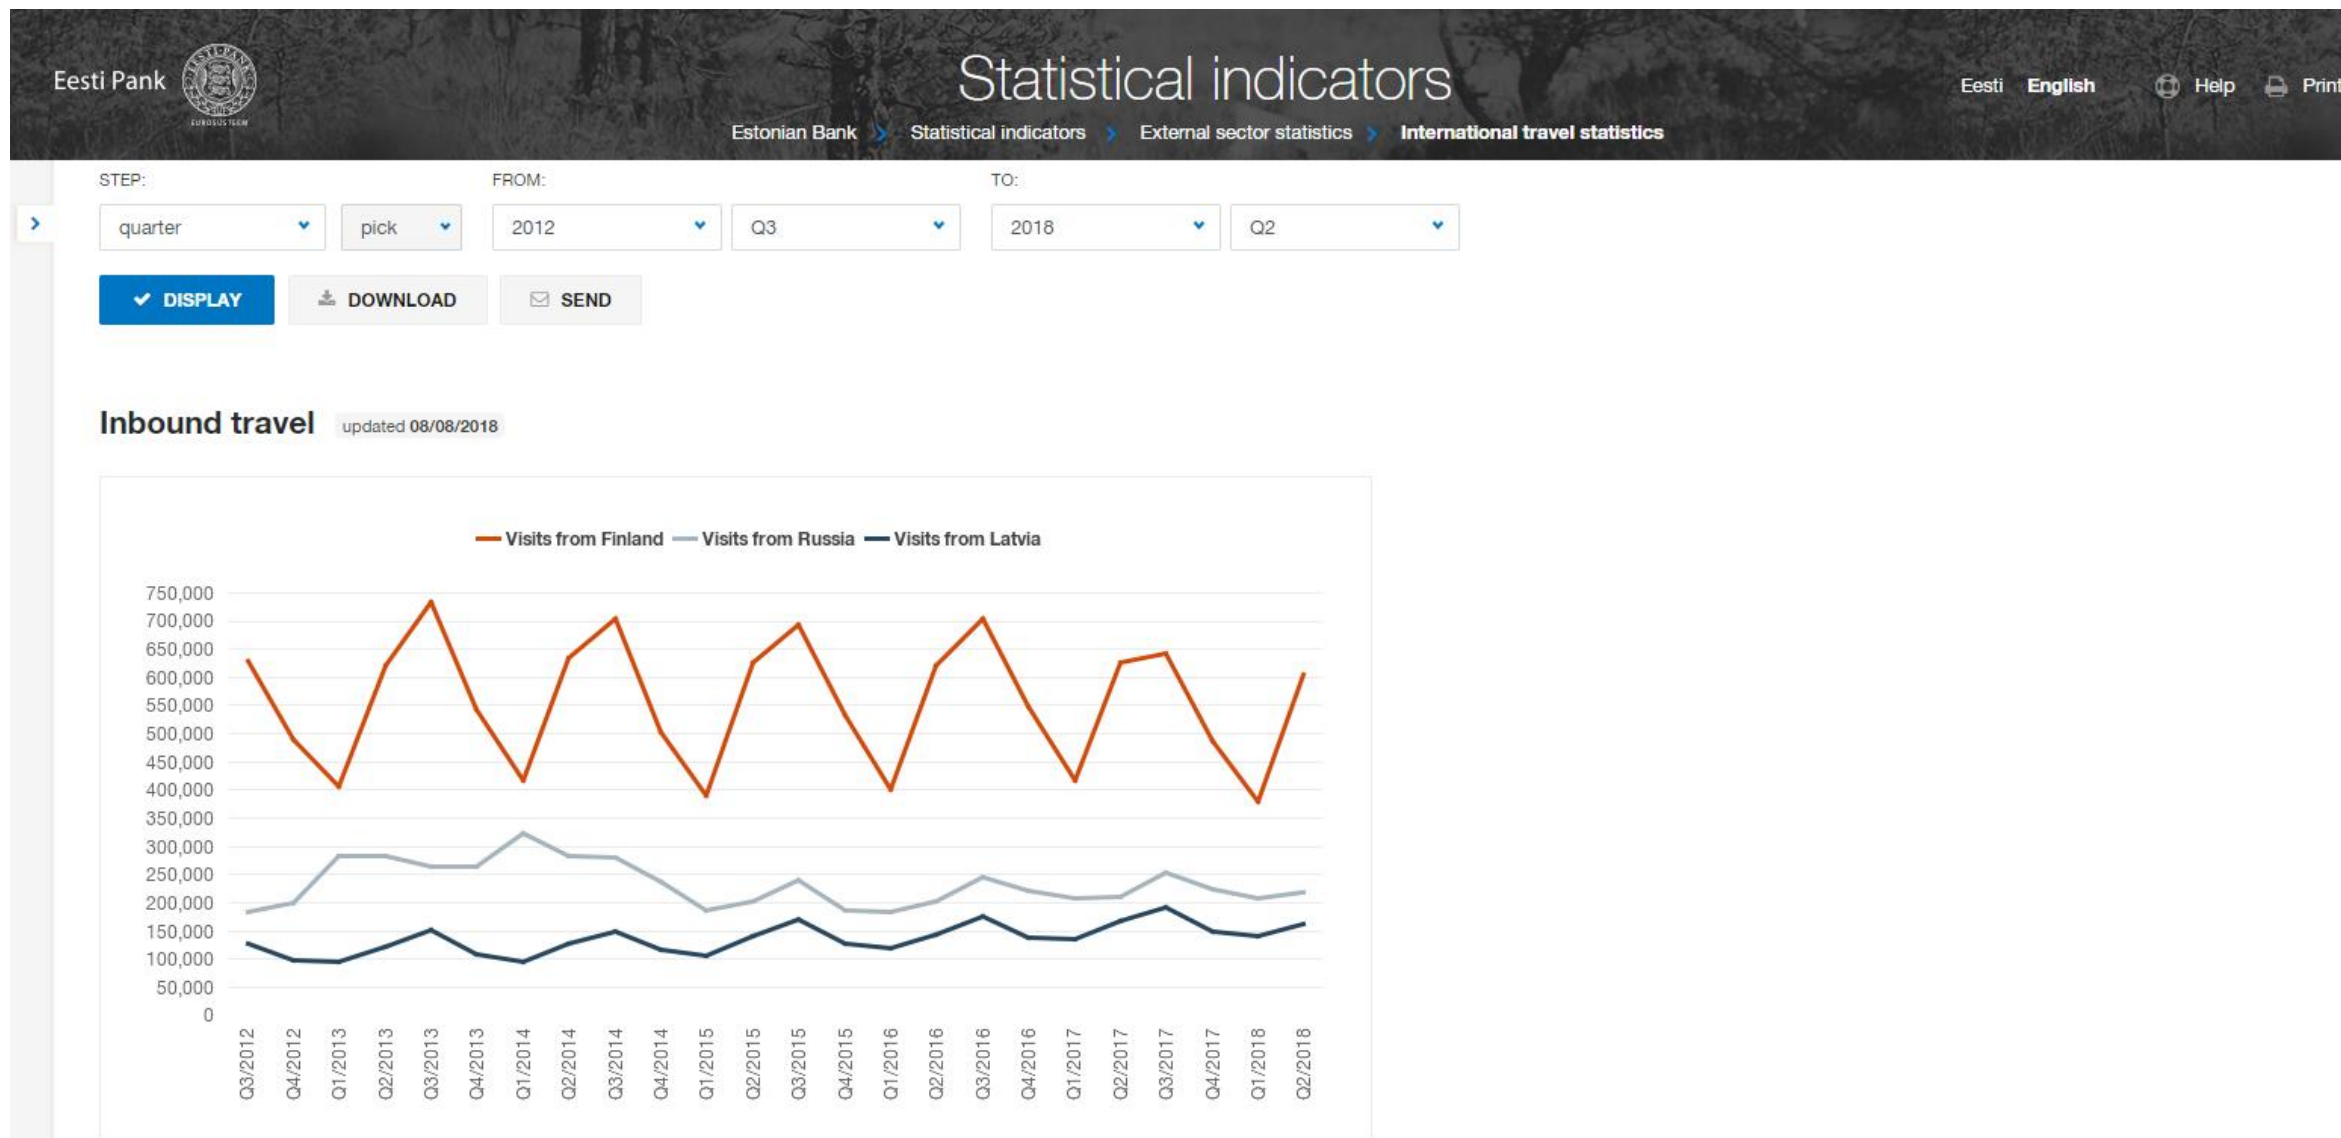 Eesti Pank
EESTI PANK
EUROSÜSTEEM
Statistical indicators
Estonian Bank > Statistical indicators > External sector statistics > International travel statistics
Eesti English Help Print
STEP: FROM: TO:
quarter pick 2012 Q3 2018 Q2
DISPLAY DOWNLOAD SEND
Inbound travel updated 08/08/2018
Visits from Finland Visits from Russia Visits from Latvia
750,000
700,000
650,000
600,000
550,000
500,000
450,000
400,000
350,000
300,000
250,000
200,000
150,000
100,000
50,000
0
Q3/2012
Q4/2012
Q1/2013
Q2/2013
Q3/2013
Q4/2013
Q1/2014
Q2/2014
Q3/2014
Q4/2014
Q1/2015
Q2/2015
Q3/2015
Q4/2015
Q1/2016
Q2/2016
Q3/2016
Q4/2016
Q1/2017
Q2/2017
Q3/2017
Q4/2017
Q1/2018
Q2/2018